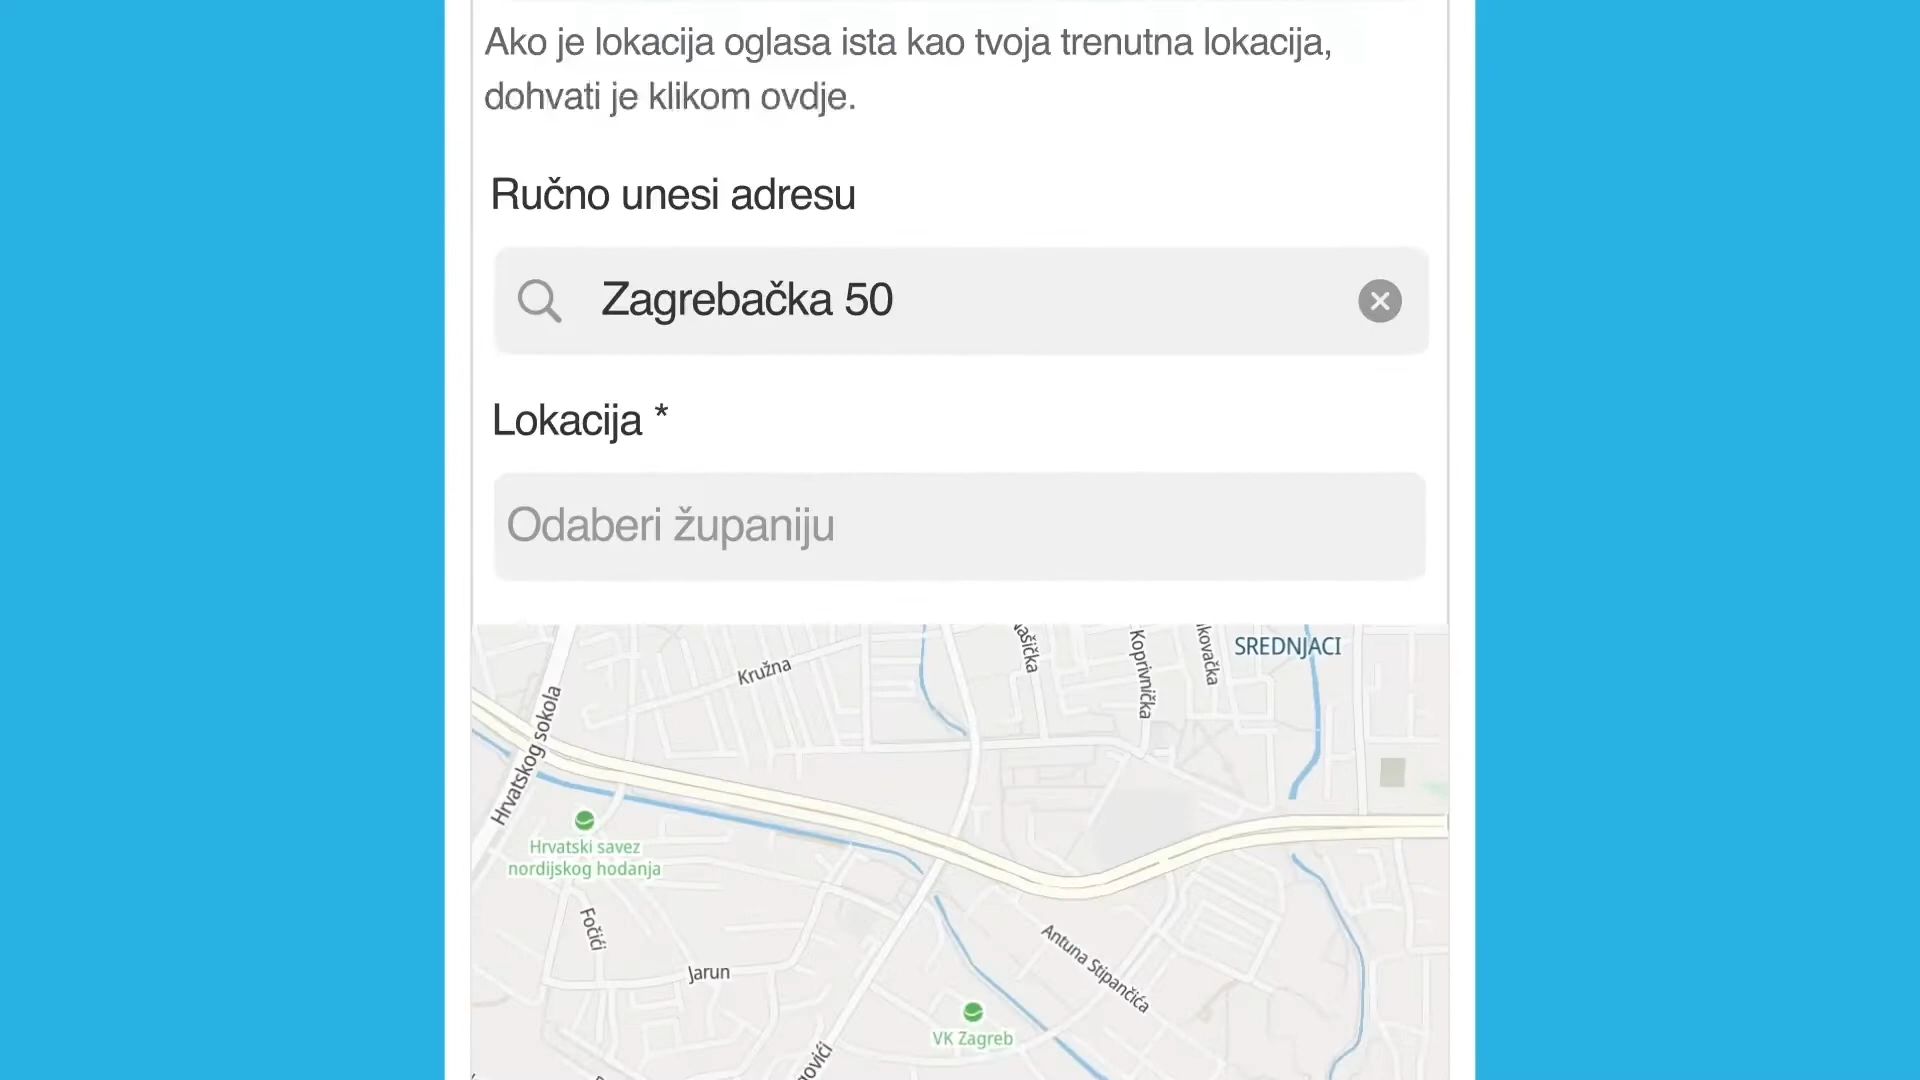 Ako je lokacija oglasa ista kao tvoja trenutna lokacija,
dohvati je klikom ovdje.
Ručno unesi adresu
Zagrebačka 50
Lokacija *
Odaberi županiju
SREDNJACI
Kružna
Koprivnička
Hrvatskog sokola
Hrvatski savez
nordijskog hodanja
Fočići
Jarun
Antuna Stipančića
VK Zagreb